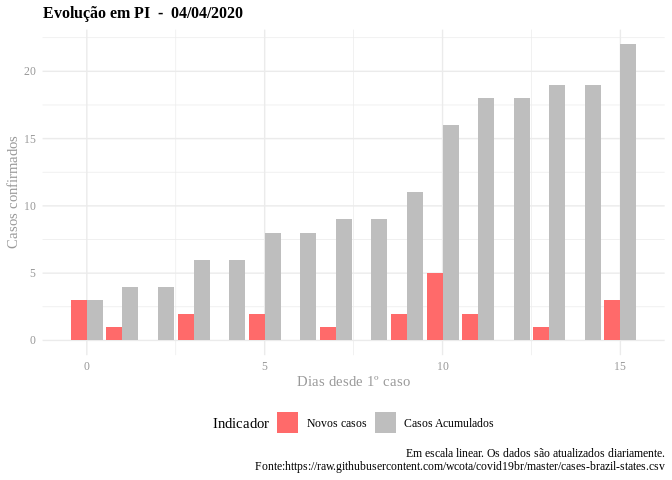 Evolução em PI - 04/04/2020
Casos confirmados
20
15
10
5
0
0 5 10 15
Dias desde 1º caso
Indicador Novos casos Casos Acumulados
Em escala linear. Os dados são atualizados diariamente.
Fonte:https://raw.githubusercontent.com/wcota/covid19br/master/cases-brazil-states.csv